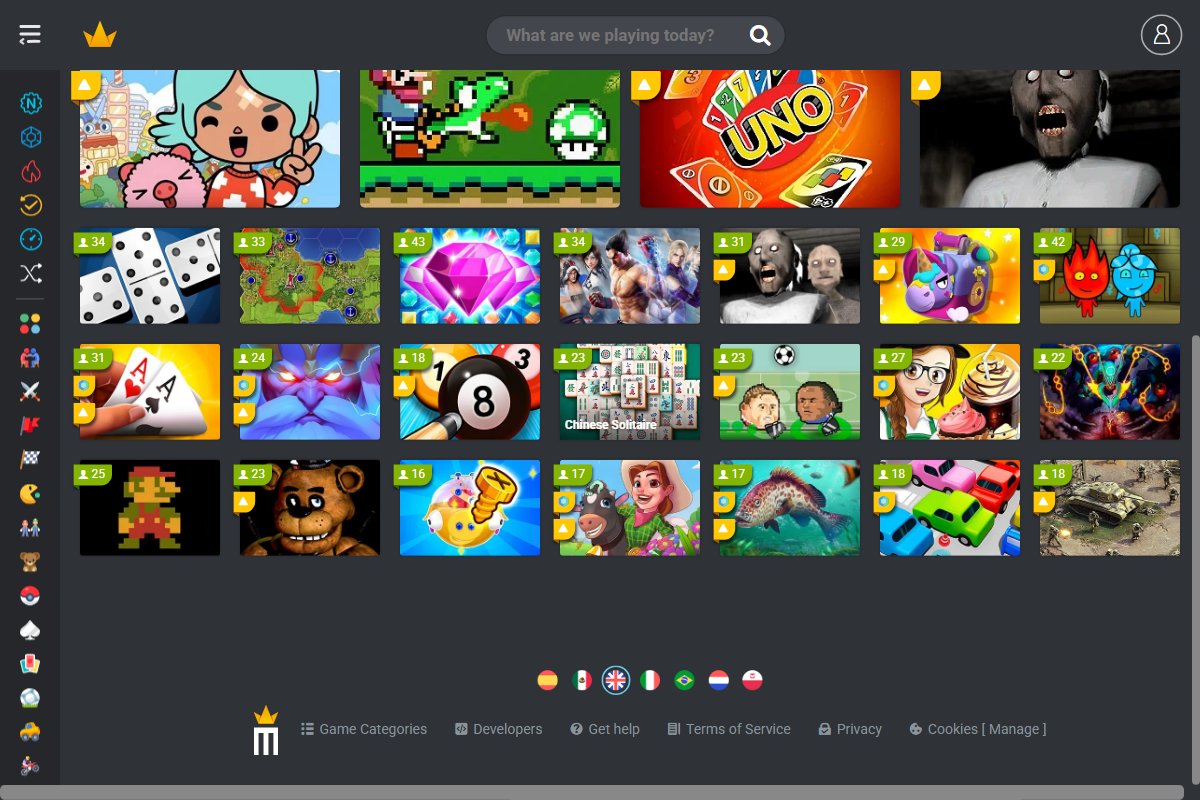 What are we playing today?
UNO
34
33
43
34
31
29
42
31
24
18
23
23
27
22
Chinese Solitaire
25
23
16
17
17
18
18
Game Categories
Developers
Get help
Terms of Service
Privacy
Cookies [ Manage ]